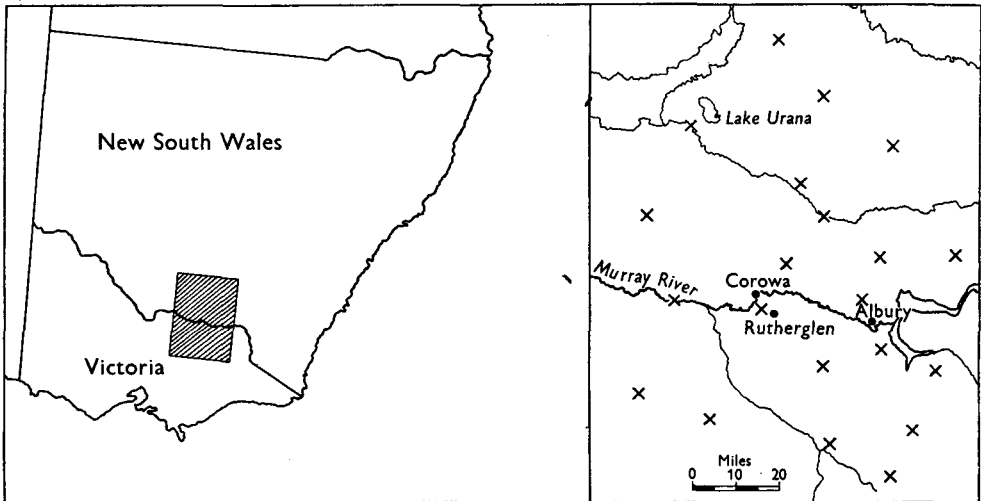 New South Wales
Victoria
Lake Urana
Murray River
Corowa
Rutherglen
Albury
Miles
0 10 20